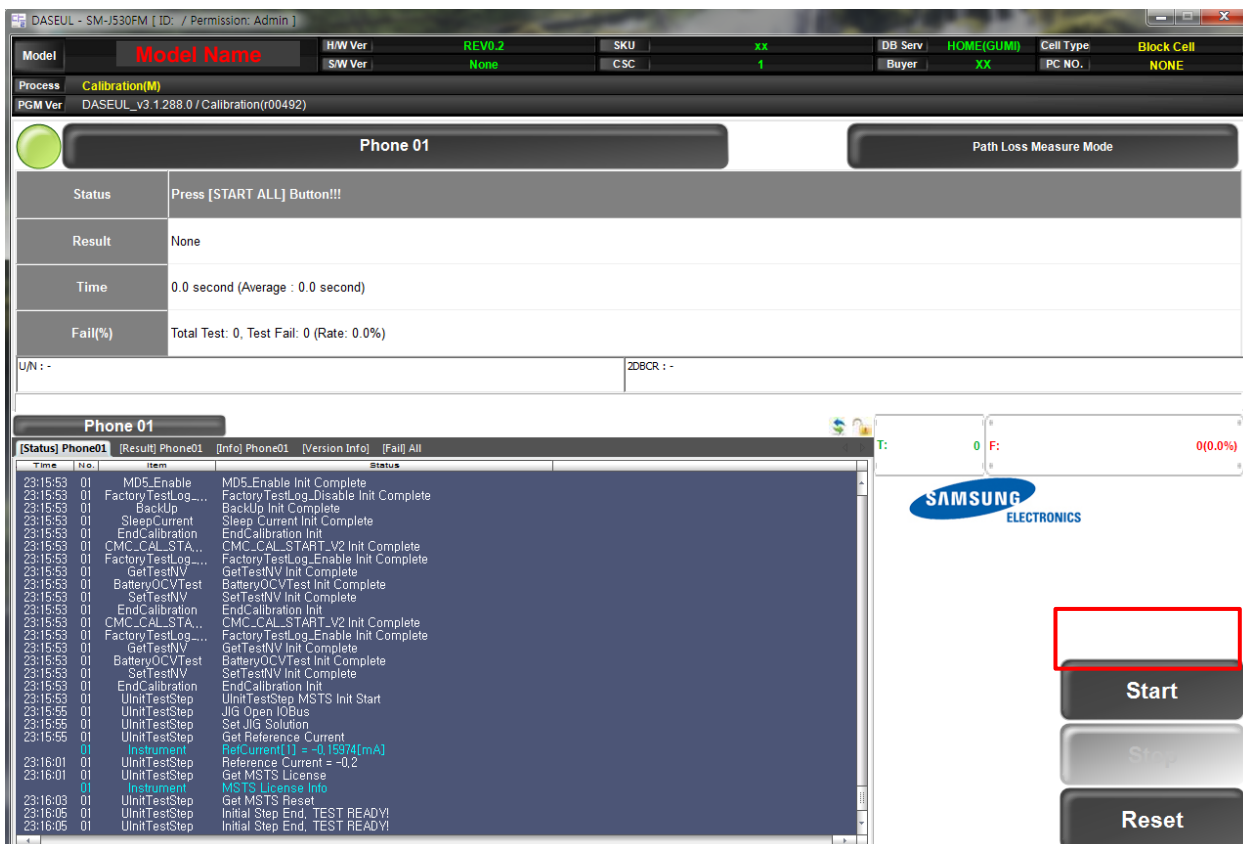 DASEUL - SM-J530FM [ ID:  / Permission: Admin ]
Model Model Name H/W Ver REV0.2 SKU xx DB Serv HOME(GUMI) Cell Type Block Cell
S/W Ver None CSC 1 Buyer XX PC NO. NONE
Process Calibration(M)
PGM Ver DASEUL_v3.1.288.0 / Calibration(r00492)
Phone 01 Path Loss Measure Mode
Status Press [START ALL] Button!!!
Result None
Time 0.0 second (Average : 0.0 second)
Fail(%) Total Test: 0, Test Fail: 0 (Rate: 0.0%)
U/N : - 2DBCR : -
Phone 01
[Status] Phone01 [Result] Phone01 [Info] Phone01 [Version Info] [Fail] All
T: 0 F: 0(0.0%)
Time No. Item Status
23:15:53 01 MD5_Enable MD5_Enable Init Complete
23:15:53 01 FactoryTestLog_... FactoryTestLog_Disable Init Complete
23:15:53 01 BackUp BackUp Init Complete
23:15:53 01 SleepCurrent Sleep Current Init Complete
23:15:53 01 EndCalibration EndCalibration Init
23:15:53 01 CMC_CAL_STA... CMC_CAL_START_V2 Init Complete
23:15:53 01 FactoryTestLog_... FactoryTestLog_Enable Init Complete
23:15:53 01 GetTestNV GetTestNV Init Complete
23:15:53 01 BatteryOCVTest BatteryOCVTest Init Complete
23:15:53 01 SetTestNV SetTestNV Init Complete
23:15:53 01 EndCalibration EndCalibration Init
23:15:53 01 CMC_CAL_STA... CMC_CAL_START_V2 Init Complete
23:15:53 01 FactoryTestLog_... FactoryTestLog_Enable Init Complete
23:15:53 01 GetTestNV GetTestNV Init Complete
23:15:53 01 BatteryOCVTest BatteryOCVTest Init Complete
23:15:53 01 SetTestNV SetTestNV Init Complete
23:15:53 01 EndCalibration EndCalibration Init
23:15:53 01 UInitTestStep UInitTestStep MSTS Init Start
23:15:55 01 UInitTestStep JIG Open IOBus
23:15:55 01 UInitTestStep Set JIG Solution
23:15:55 01 UInitTestStep Get Reference Current
01 Instrument RefCurrent[1] = -0.15974[mA]
23:16:01 01 UInitTestStep Reference Current = -0.2
23:16:01 01 UInitTestStep Get MSTS License
01 Instrument MSTS License Info
23:16:03 01 UInitTestStep Get MSTS Reset
23:16:05 01 UInitTestStep Initial Step End, TEST READY!
23:16:05 01 UInitTestStep Initial Step End, TEST READY!
SAMSUNG
ELECTRONICS
Start
Stop
Reset